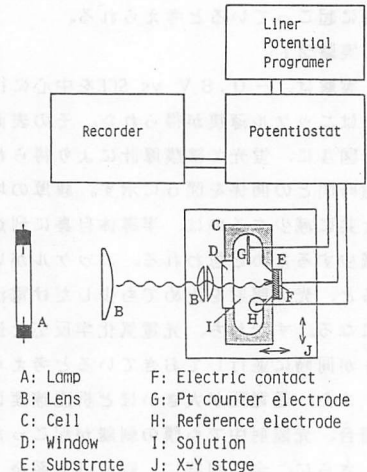 Liner
Potential
Programer
Recorder
Potentiostat
C
D
G
E
B
B
F
I
H
J
A
A: Lamp
B: Lens
C: Cell
D: Window
E: Substrate
F: Electric contact
G: Pt counter electrode
H: Reference electrode
I: Solution
J: X-Y stage